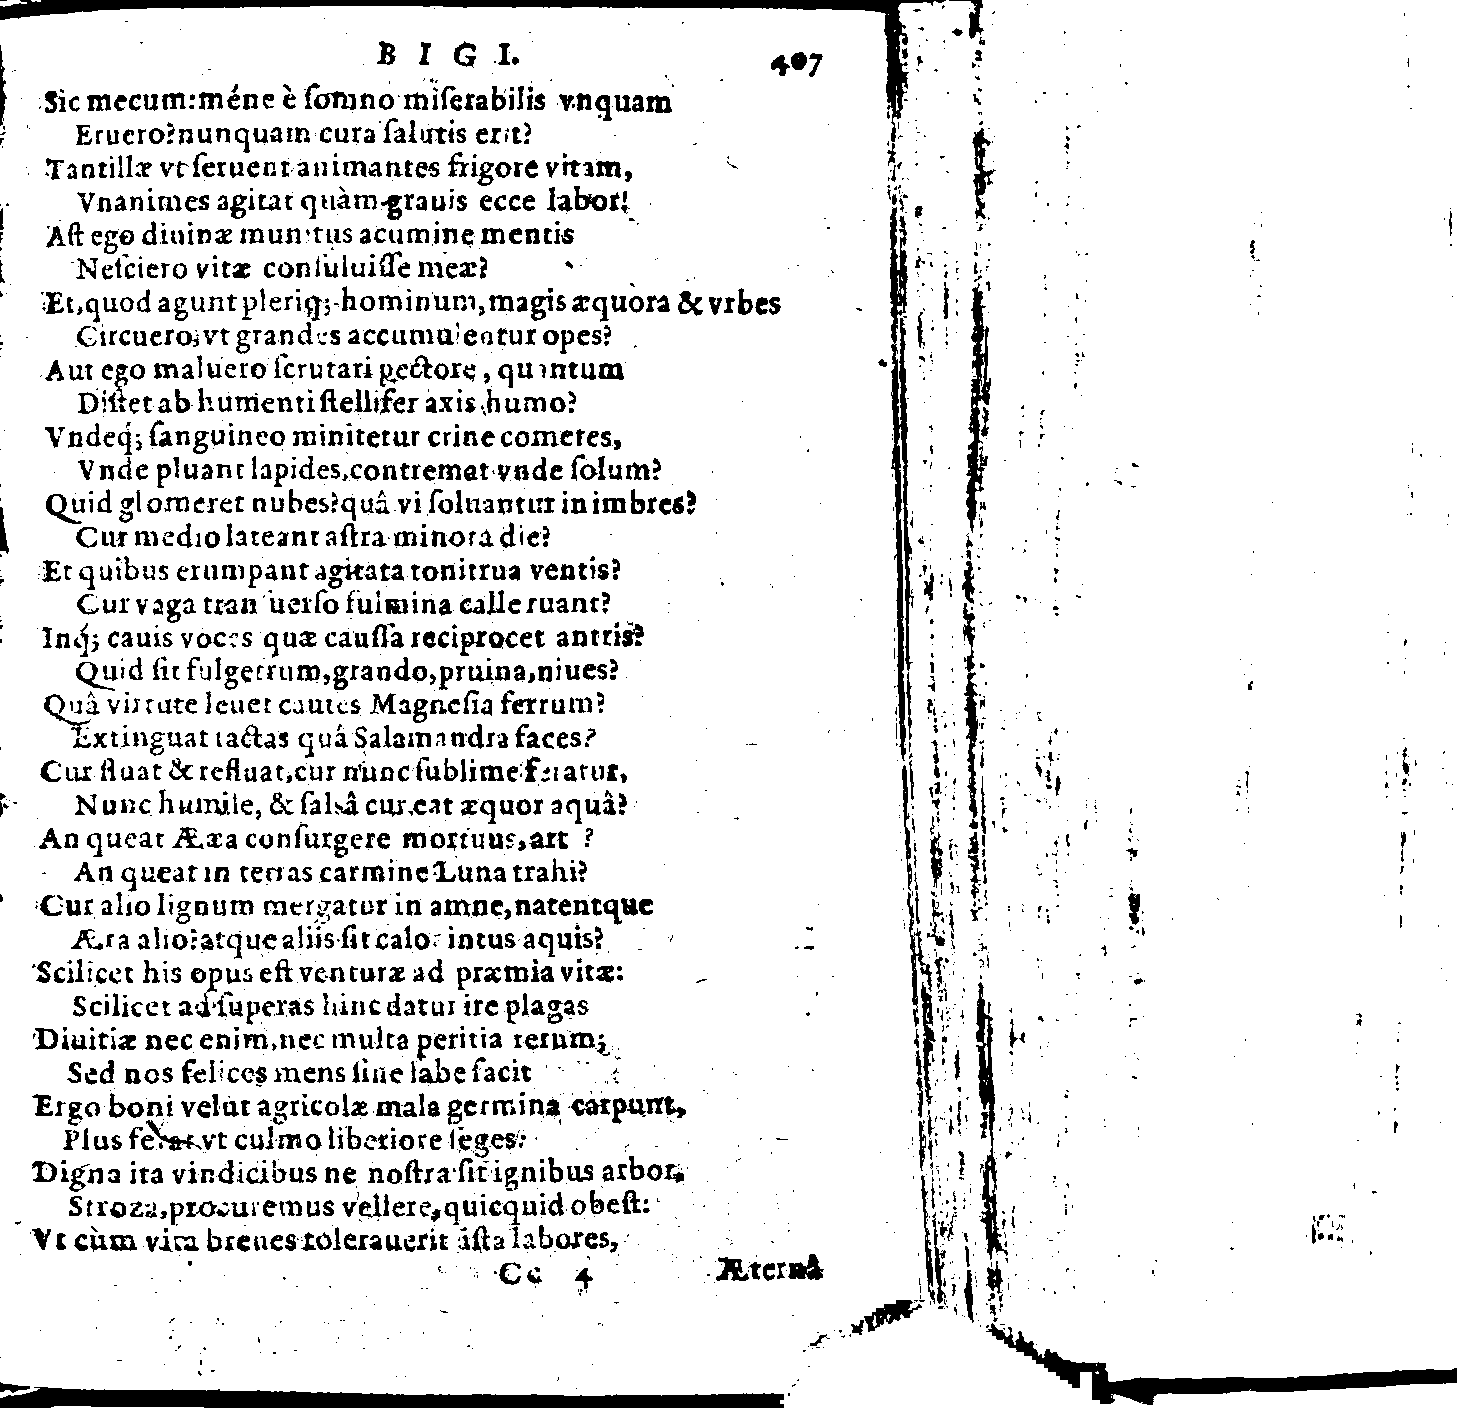 B I G I. 407
Sic mecum: méne è ſomno miſerabilis vnquam
Eruero? nunquam cura ſalutis erit?
Tantillæ vt ſeruent animantes frigore vitam,
Vnanimes agitat quàm grauis ecce labor!
Aſt ego diuinæ munitus acumine mentis
Neſciero vitæ conſuluiſſe meæ?
Et, quod agunt pleriq; hominum, magis æquora & vrbes
Circuero, vt grandes accumulentur opes?
Aut ego maluero ſcrutari pectore, quantum
Diſtet ab humenti ſtellifer axis humo?
Vndeq́; ſanguineo minitetur crine cometes,
Vnde pluant lapides, contremat vnde ſolum?
Quid glomeret nubes? quâ vi ſoluantur in imbres?
Cur medio lateant aſtra minora die?
Et quibus erumpant agitata tonitrua ventis?
Cur vaga tranſuerſo fulmina calle ruant?
Inq́; cauis voces quæ cauſſa reciprocet antris?
Quid ſit fulgetrum, grando, pruina, niues?
Quâ virtute leuet cautes Magneſia ferrum?
Extinguat tactas quâ Salamandra faces?
Cur fluat & refluat, cur nunc ſublime feratur,
Nunc humile, & falsâ cur eat æquor aquâ?
An queat Ææa conſurgere mortuus, art ?
An queat in terras carmine Luna trahi?
Cur alio lignum mergatur in amne, natentque
Æra alio? atque aliis ſit calor intus aquis?
Scilicet his opus eſt venturæ ad præmia vitæ:
Scilicet ad ſuperas hinc datur ire plagas
Diuitiæ nec enim, nec multa peritia rerum;
Sed nos felices mens ſine labe facit
Ergo boni velut agricolæ mala germina carpunt,
Plus ferat vt culmo liberiore ſeges:
Digna ita vindicibus ne noſtra ſit ignibus arbor,
Stroza, procuremus vellere, quicquid obeſt:
Vt cùm vita breues tolerauerit iſta labores,
Cc 4 Æternâ